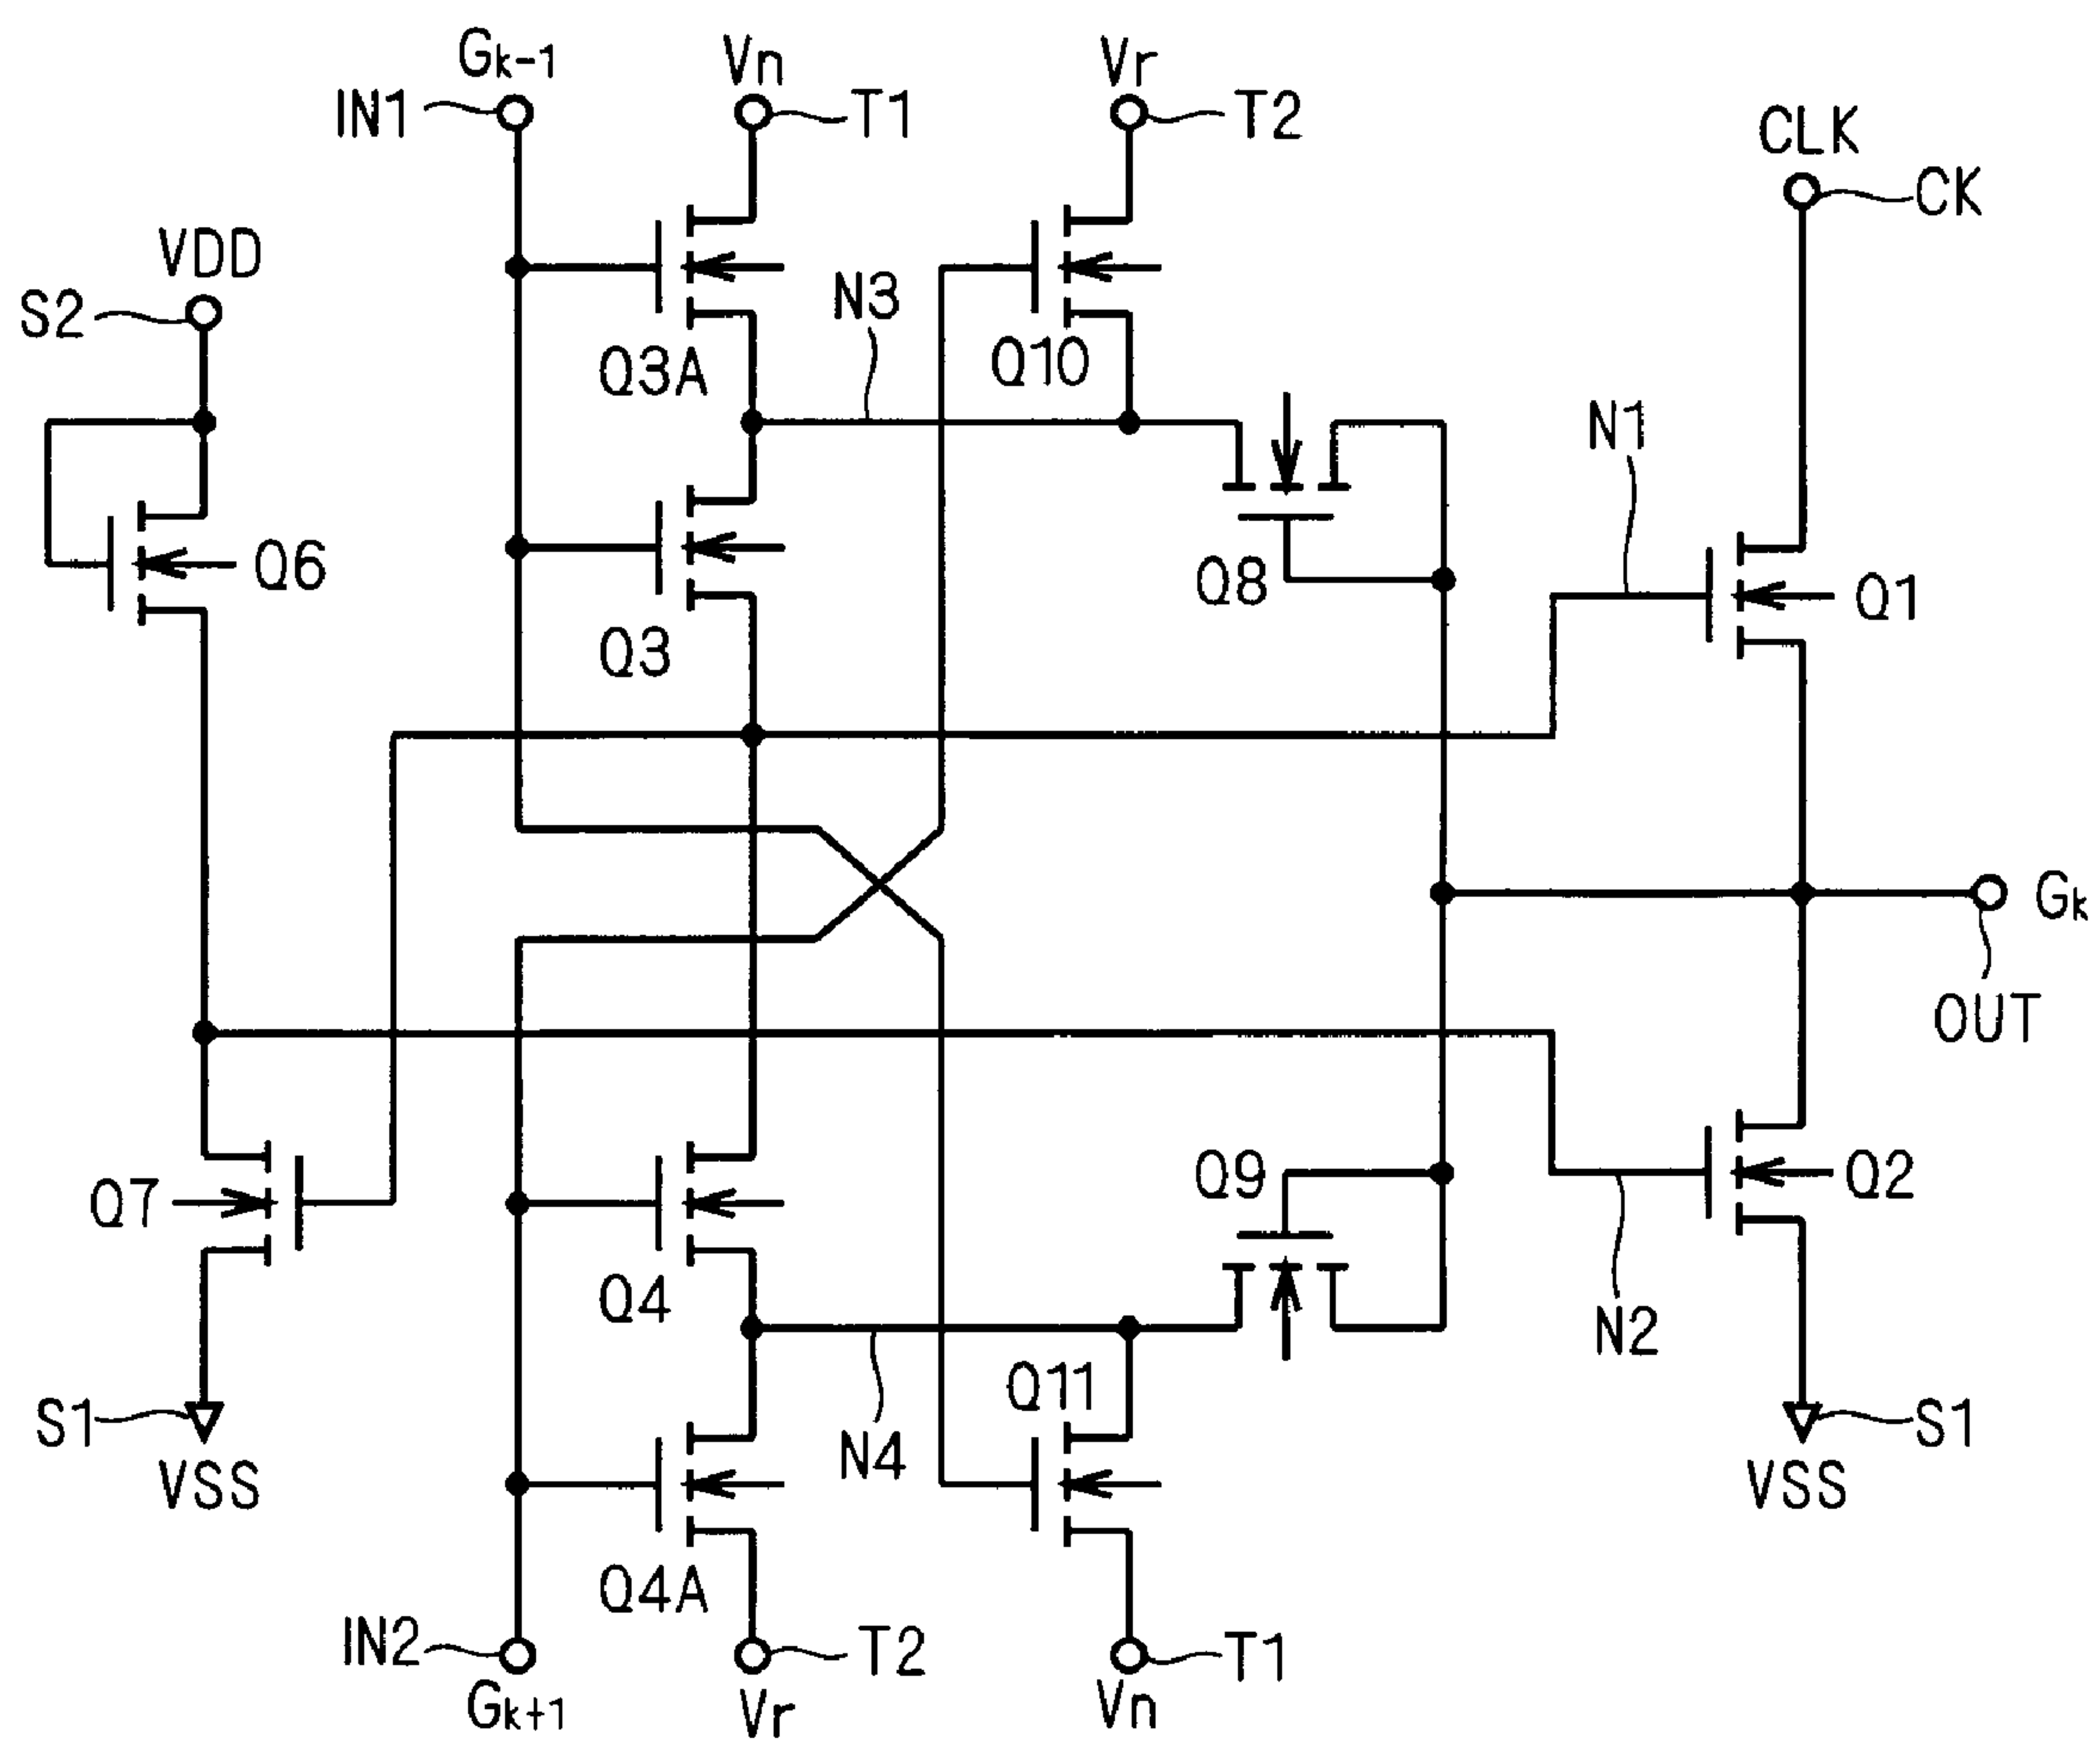 Gk-1
Vn
Vr
IN1
T1
T2
CLK
CK
VDD
S2
N3
Q3A
Q10
N1
Q6
Q8
Q1
Q3
Gk
OUT
Q7
Q9
Q2
Q4
N2
Q11
S1
N4
S1
VSS
VSS
Q4A
IN2
T2
T1
Gk+1
Vr
Vn